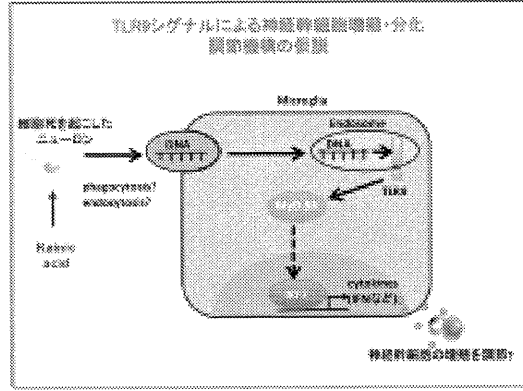 TLR9シグナルによる神経幹細胞増殖・分化
調節機構の仮説
Microglia
細胞死を起こした
ニューロン
Endosome
DNA
DNA
TLR9
phagocytosis?
endocytosis?
Kainic
acid
cytokines
神経幹細胞の増殖を調節?